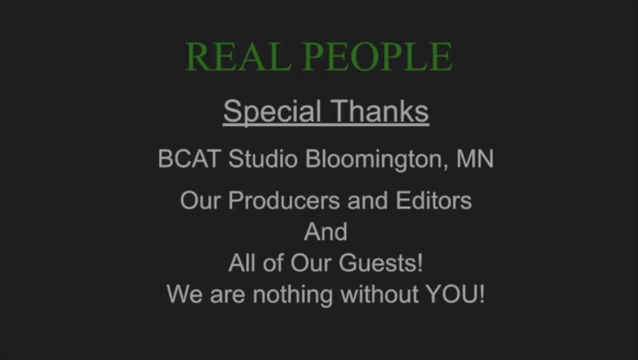 REAL PEOPLE
Special Thanks
BCAT Studio Bloomington, MN
Our Producers and Editors
And
All of Our Guests!
We are nothing without YOU!